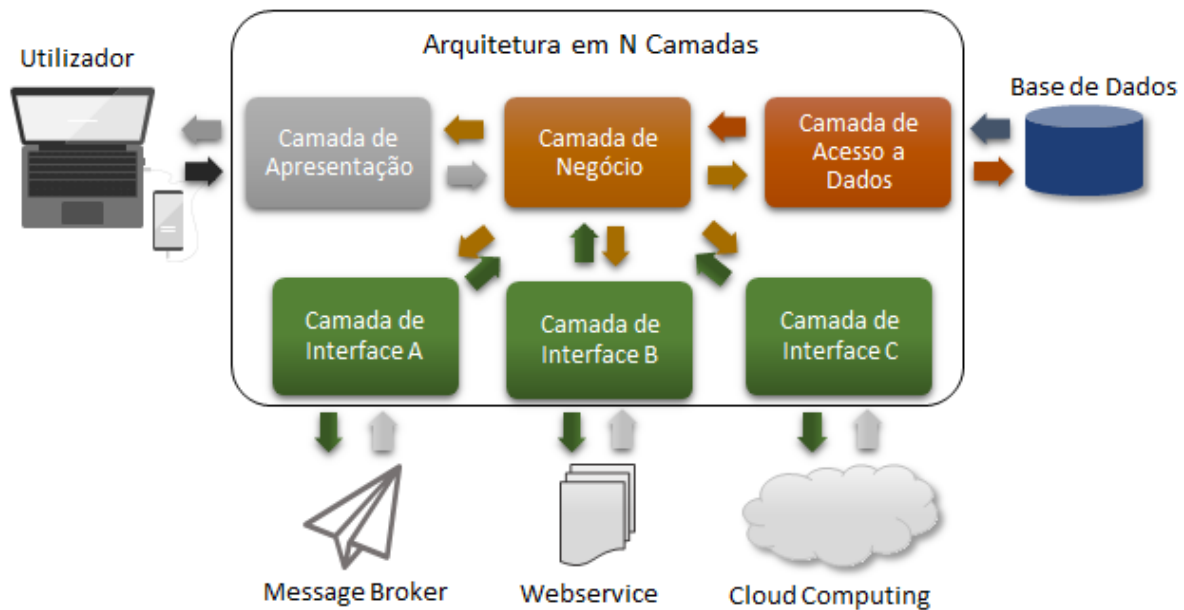 Arquitetura em N Camadas
Utilizador
Base de Dados
Camada de
Apresentação
Camada de
Negócio
Camada de
Acesso a
Dados
Camada de
Interface A
Camada de
Interface B
Camada de
Interface C
Message Broker
Webservice
Cloud Computing